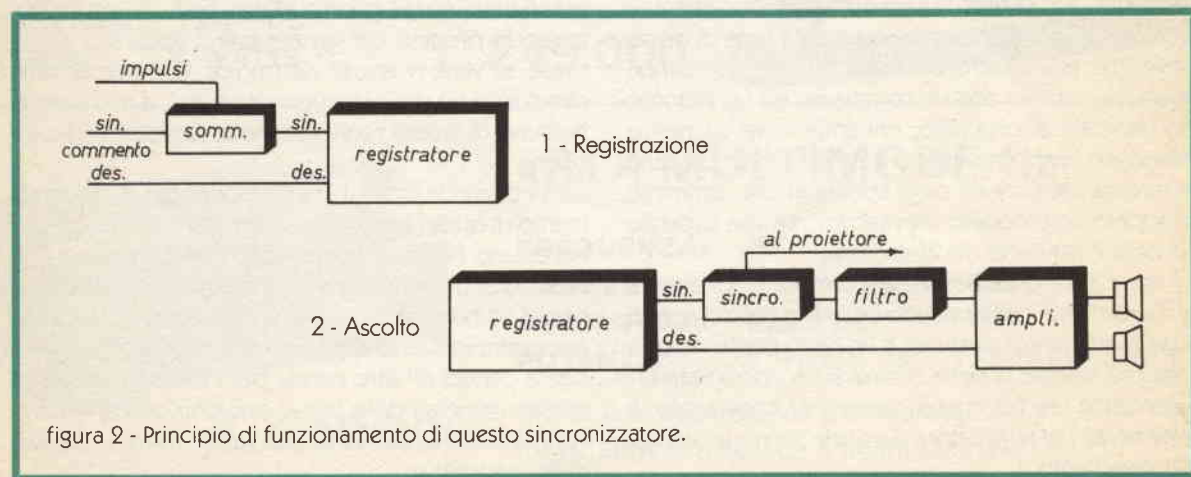 impulsi
sin.
commento
des.
somm.
sin.
des.
registratore
1 - Registrazione
2 - Ascolto
registratore
sin.
des.
sincro.
al proiettore
filtro
ampli.
figura 2 - Principio di funzionamento di questo sincronizzatore.